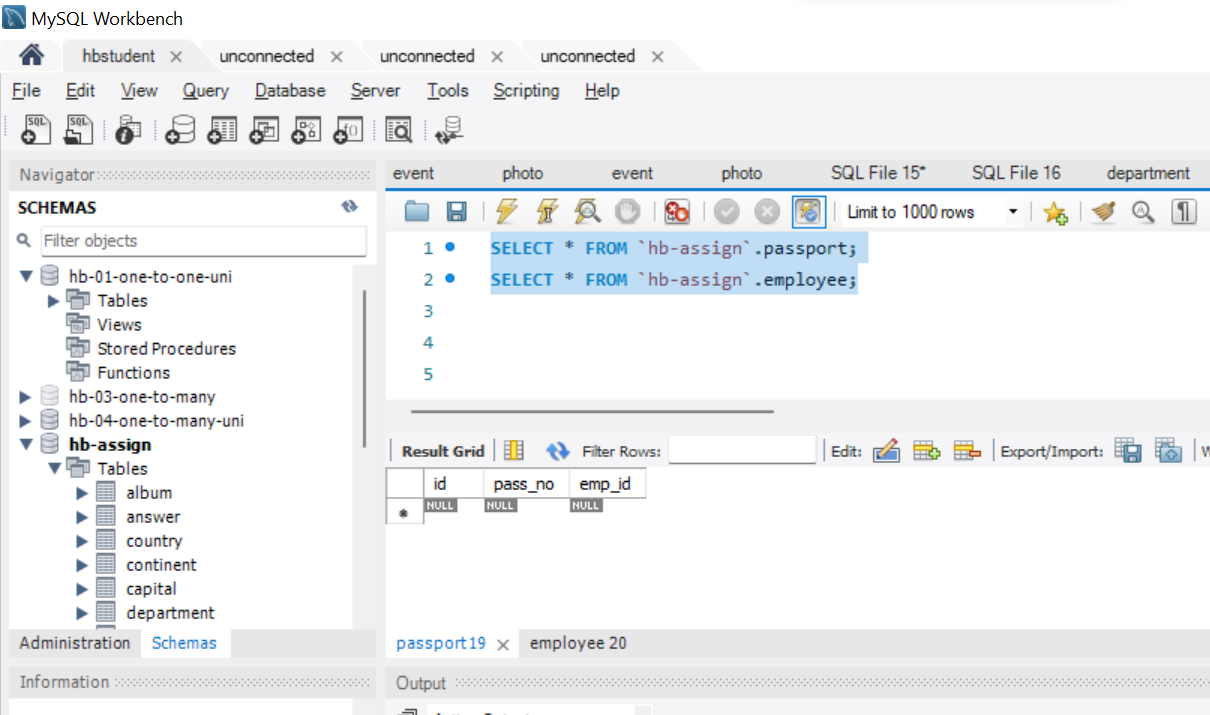 MySQL Workbench
hbstudent unconnected unconnected unconnected
File Edit View Query Database Server Tools Scripting Help
SQL SQL
Navigator
SCHEMAS
Filter objects
hb-01-one-to-one-uni
Tables
Views
Stored Procedures
Functions
hb-03-one-to-many
hb-04-one-to-many-uni
hb-assign
Tables
album
answer
country
continent
capital
department
Administration Schemas
Information
event photo event photo SQL File 15* SQL File 16 department
Limit to 1000 rows
1 SELECT * FROM `hb-assign`.passport;
2 SELECT * FROM `hb-assign`.employee;
3
4
5
Result Grid Filter Rows: Edit: Export/Import: W
id pass_no emp_id
NULL NULL NULL
passport 19 employee 20
Output